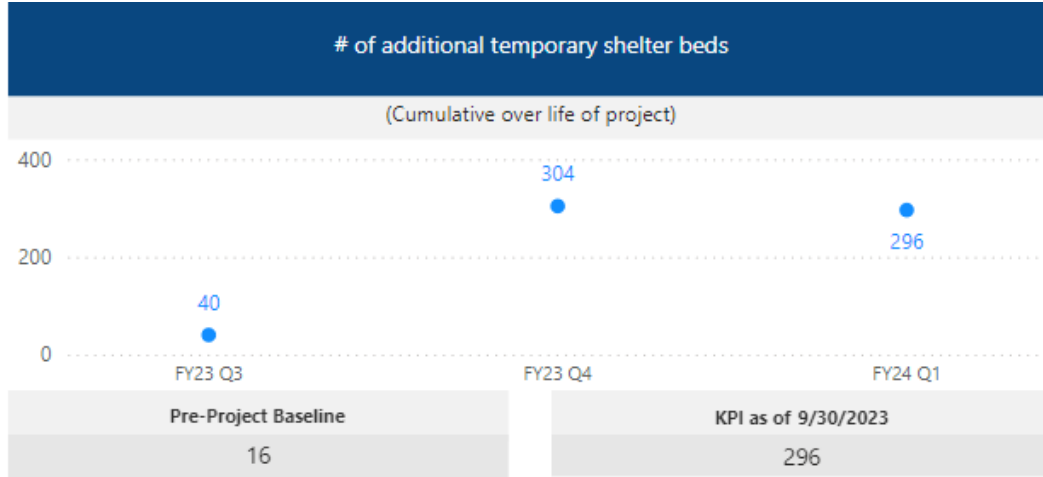 # of additional temporary shelter beds
(Cumulative over life of project)
400
304
296
200
40
0
FY23 Q3
FY23 Q4
FY24 Q1
Pre-Project Baseline
KPI as of 9/30/2023
16
296